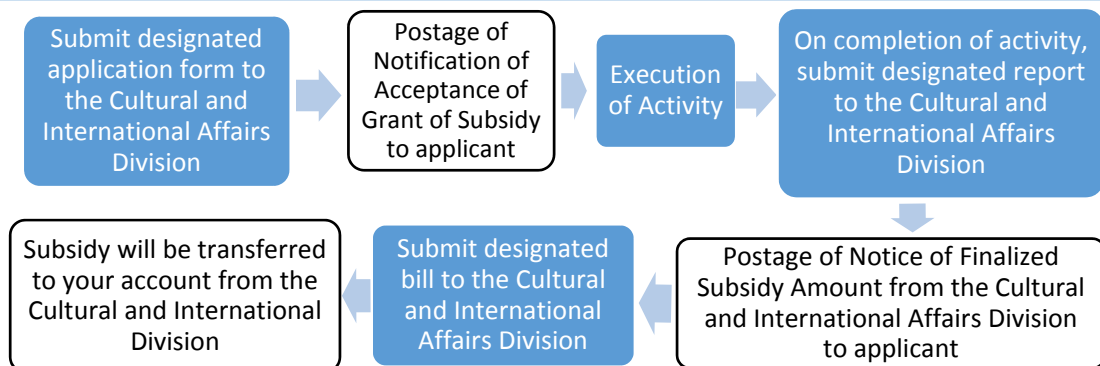 Submit designated
application form to
the Cultural and
International Affairs
Division
Postage of
Notification of
Acceptance of
Grant of Subsidy
to applicant
Execution
of Activity
On completion of activity,
submit designated report
to the Cultural and
International Affairs
Division
Postage of Notice of Finalized
Subsidy Amount from the Cultural
and International Affairs Division
to applicant
Submit designated
bill to the Cultural
and International
Affairs Division
Subsidy will be transferred
to your account from the
Cultural and International
Division